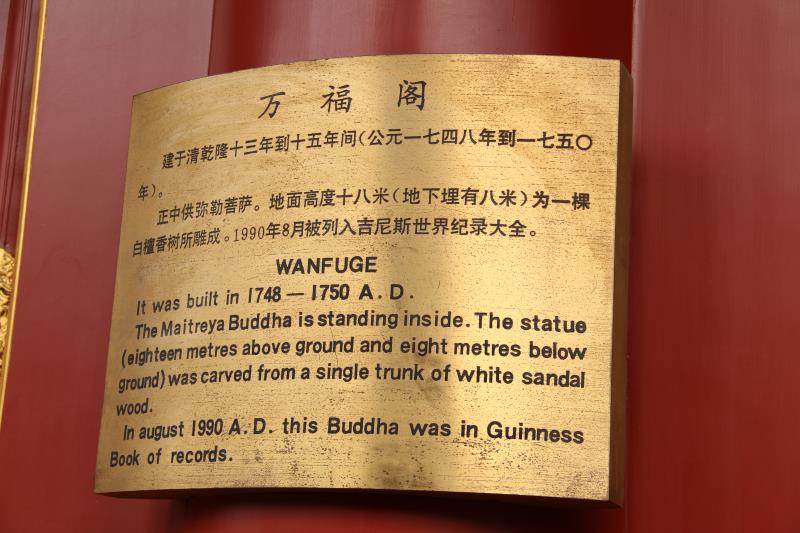 万福阁
建于清乾隆十三年到十五年间(公元一七四八年到一七五〇
年)。
正中供弥勒菩萨。地面高度十八米(地下埋有八米)为一棵
白檀香树所雕成。1990年8月被列入吉尼斯世界纪录大全。
WANFUGE
It was built in 1748 — 1750 A.D.
The Maitreya Buddha is standing inside. The statue
(eighteen metres above ground and eight metres below
ground) was carved from a single trunk of white sandal
wood.
In august 1990 A.D. this Buddha was in Guinness
Book of records.